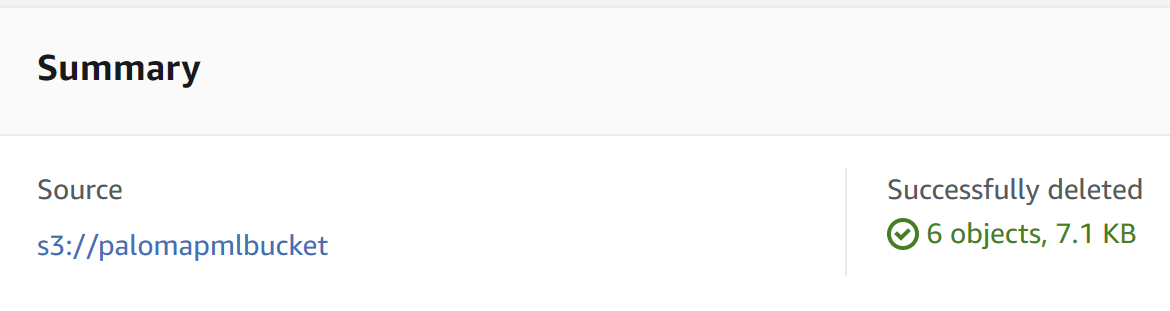 Summary
Source
s3://palomapmlbucket
Successfully deleted
6 objects, 7.1 KB